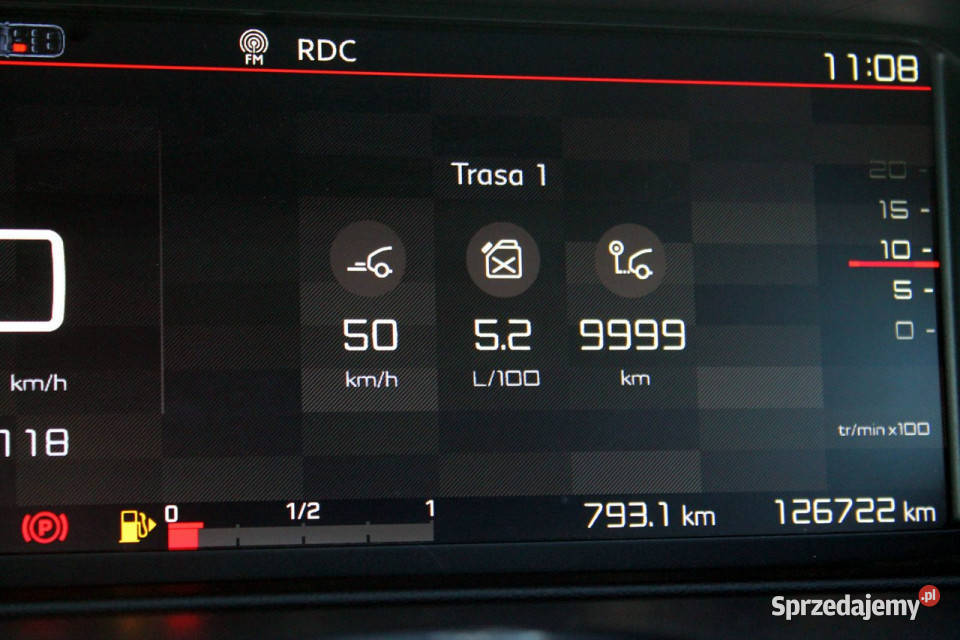 FM RDC 11:08
Trasa 1
20 -
15 -
10 -
5 -
0 -
50 5.2 9999
km/h L/100 km
km/h
118
tr/min x100
0 1/2 1
P
793.1 km 126722 km
Sprzedajemy.pl